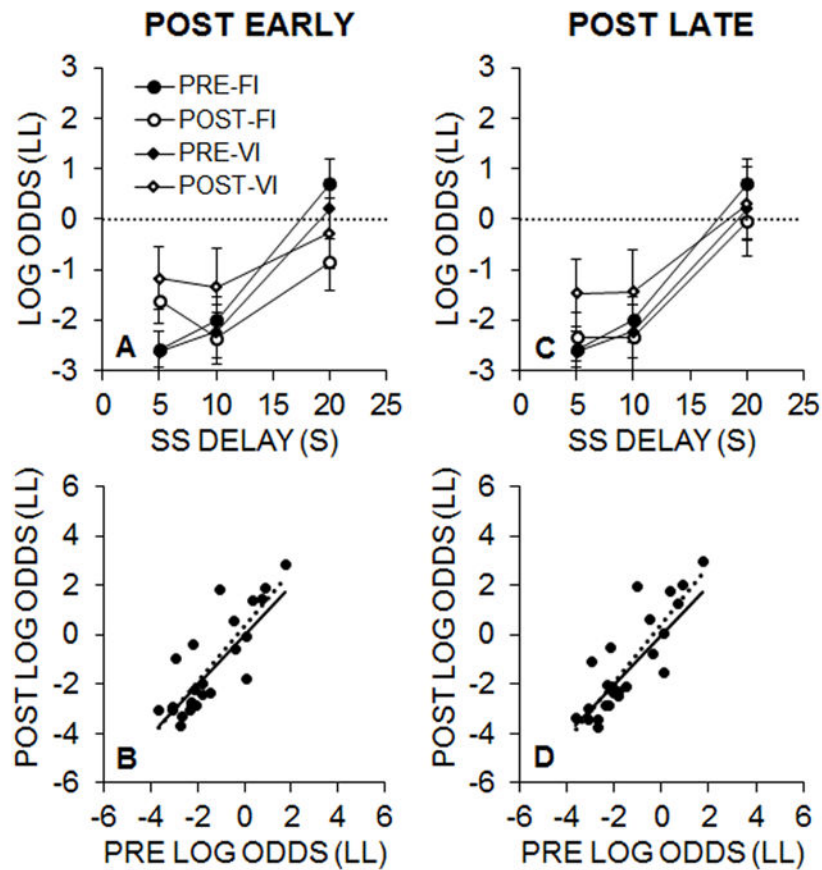 POST EARLY
POST LATE
LOG ODDS (LL)
3
2
1
0
-1
-2
-3
PRE-FI
POST-FI
PRE-VI
POST-VI
A
0 5 10 15 20 25
SS DELAY (S)
LOG ODDS (LL)
3
2
1
0
-1
-2
-3
C
0 5 10 15 20 25
SS DELAY (S)
POST LOG ODDS (LL)
6
4
2
0
-2
-4
-6
B
-6 -4 -2 0 2 4 6
PRE LOG ODDS (LL)
POST LOG ODDS (LL)
6
4
2
0
-2
-4
-6
D
-6 -4 -2 0 2 4 6
PRE LOG ODDS (LL)